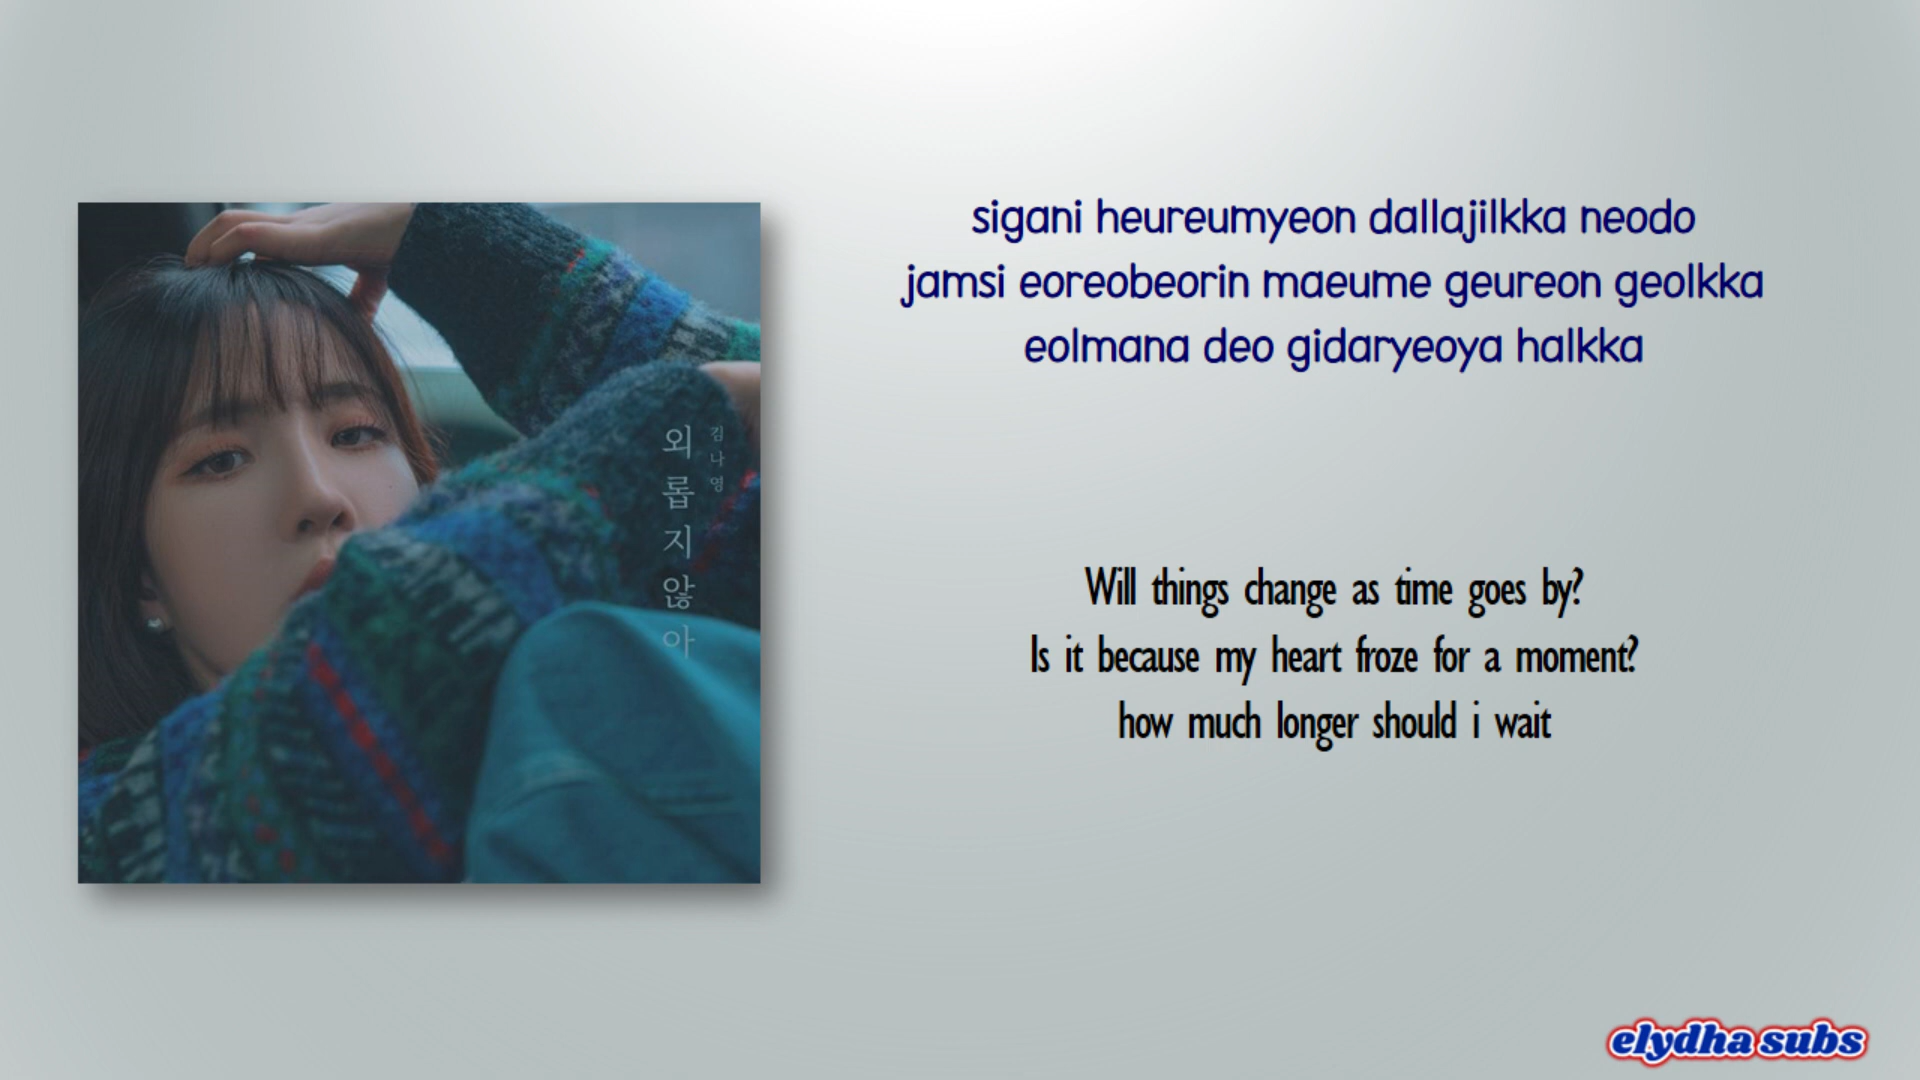 김나영
외롭지않아
sigani heureumyeon dallajilkka neodo
jamsi eoreobeorin maeume geureon geolkka
eolmana deo gidaryeoya halkka
Will things change as time goes by?
Is it because my heart froze for a moment?
how much longer should i wait
elydha subs